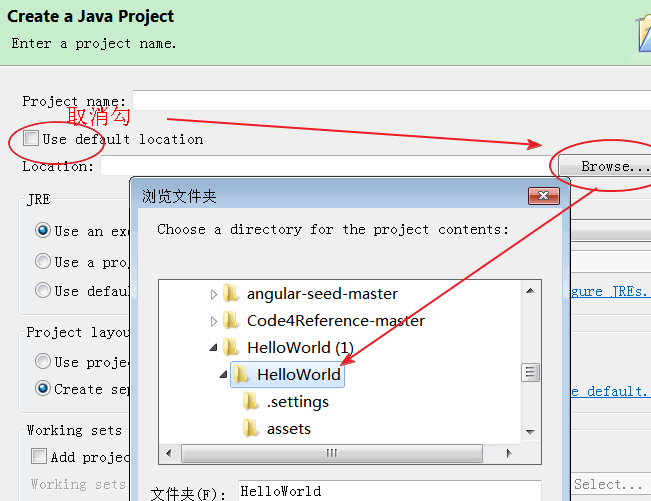 Create a Java Project
Enter a project name.
Project name:
取消勾
Use default location
Location:
Browse...
浏览文件夹
JRE
Choose a directory for the project contents:
Use an exe
Use a proj
Use defaul
gure JREs.
angular-seed-master
Code4Reference-master
HelloWorld (1)
HelloWorld
.settings
assets
Project layou
Use projec
Create sep
e default.
Working sets
Add projec
Working sets
Select...
文件夹(F):
HelloWorld